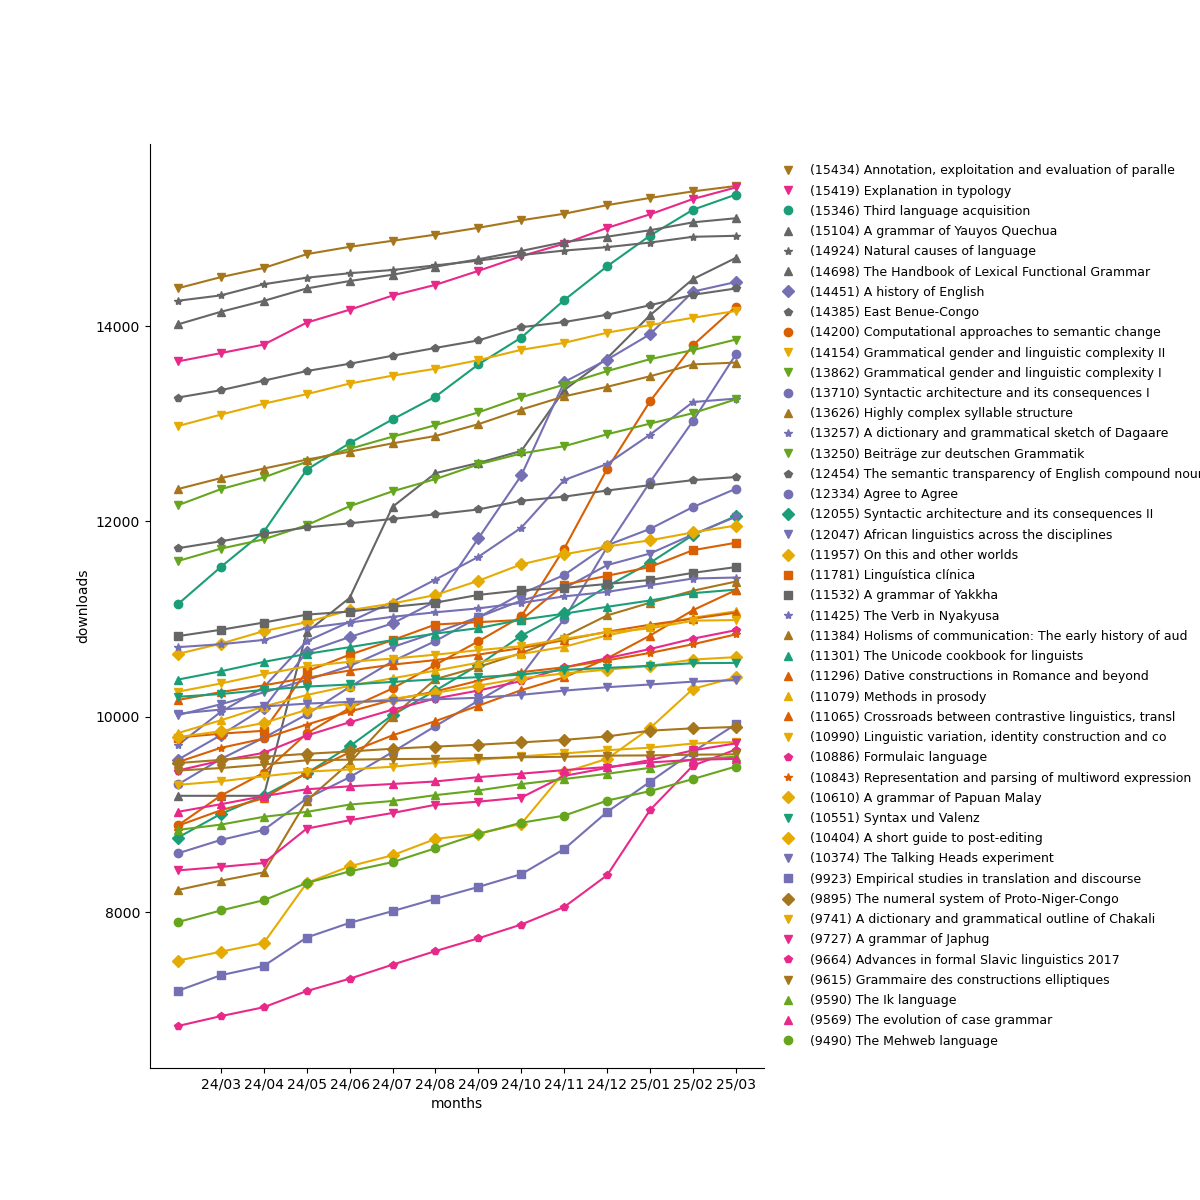 (15434) Annotation, exploitation and evaluation of paralle
(15419) Explanation in typology
(15346) Third language acquisition
(15104) A grammar of Yauyos Quechua
(14924) Natural causes of language
(14698) The Handbook of Lexical Functional Grammar
(14451) A history of English
(14385) East Benue-Congo
(14200) Computational approaches to semantic change
(14154) Grammatical gender and linguistic complexity II
(13862) Grammatical gender and linguistic complexity I
(13710) Syntactic architecture and its consequences I
(13626) Highly complex syllable structure
(13257) A dictionary and grammatical sketch of Dagaare
(13250) Beiträge zur deutschen Grammatik
(12454) The semantic transparency of English compound nour
(12334) Agree to Agree
(12055) Syntactic architecture and its consequences II
(12047) African linguistics across the disciplines
(11957) On this and other worlds
(11781) Linguística clínica
(11532) A grammar of Yakkha
(11425) The Verb in Nyakyusa
(11384) Holisms of communication: The early history of aud
(11301) The Unicode cookbook for linguists
(11296) Dative constructions in Romance and beyond
(11079) Methods in prosody
(11065) Crossroads between contrastive linguistics, transl
(10990) Linguistic variation, identity construction and co
(10886) Formulaic language
(10843) Representation and parsing of multiword expression
(10610) A grammar of Papuan Malay
(10551) Syntax und Valenz
(10404) A short guide to post-editing
(10374) The Talking Heads experiment
(9923) Empirical studies in translation and discourse
(9895) The numeral system of Proto-Niger-Congo
(9741) A dictionary and grammatical outline of Chakali
(9727) A grammar of Japhug
(9664) Advances in formal Slavic linguistics 2017
(9615) Grammaire des constructions elliptiques
(9590) The Ik language
(9569) The evolution of case grammar
(9490) The Mehweb language
downloads
14000
12000
10000
8000
24/03 24/04 24/05 24/06 24/07 24/08 24/09 24/10 24/11 24/12 25/01 25/02 25/03
months